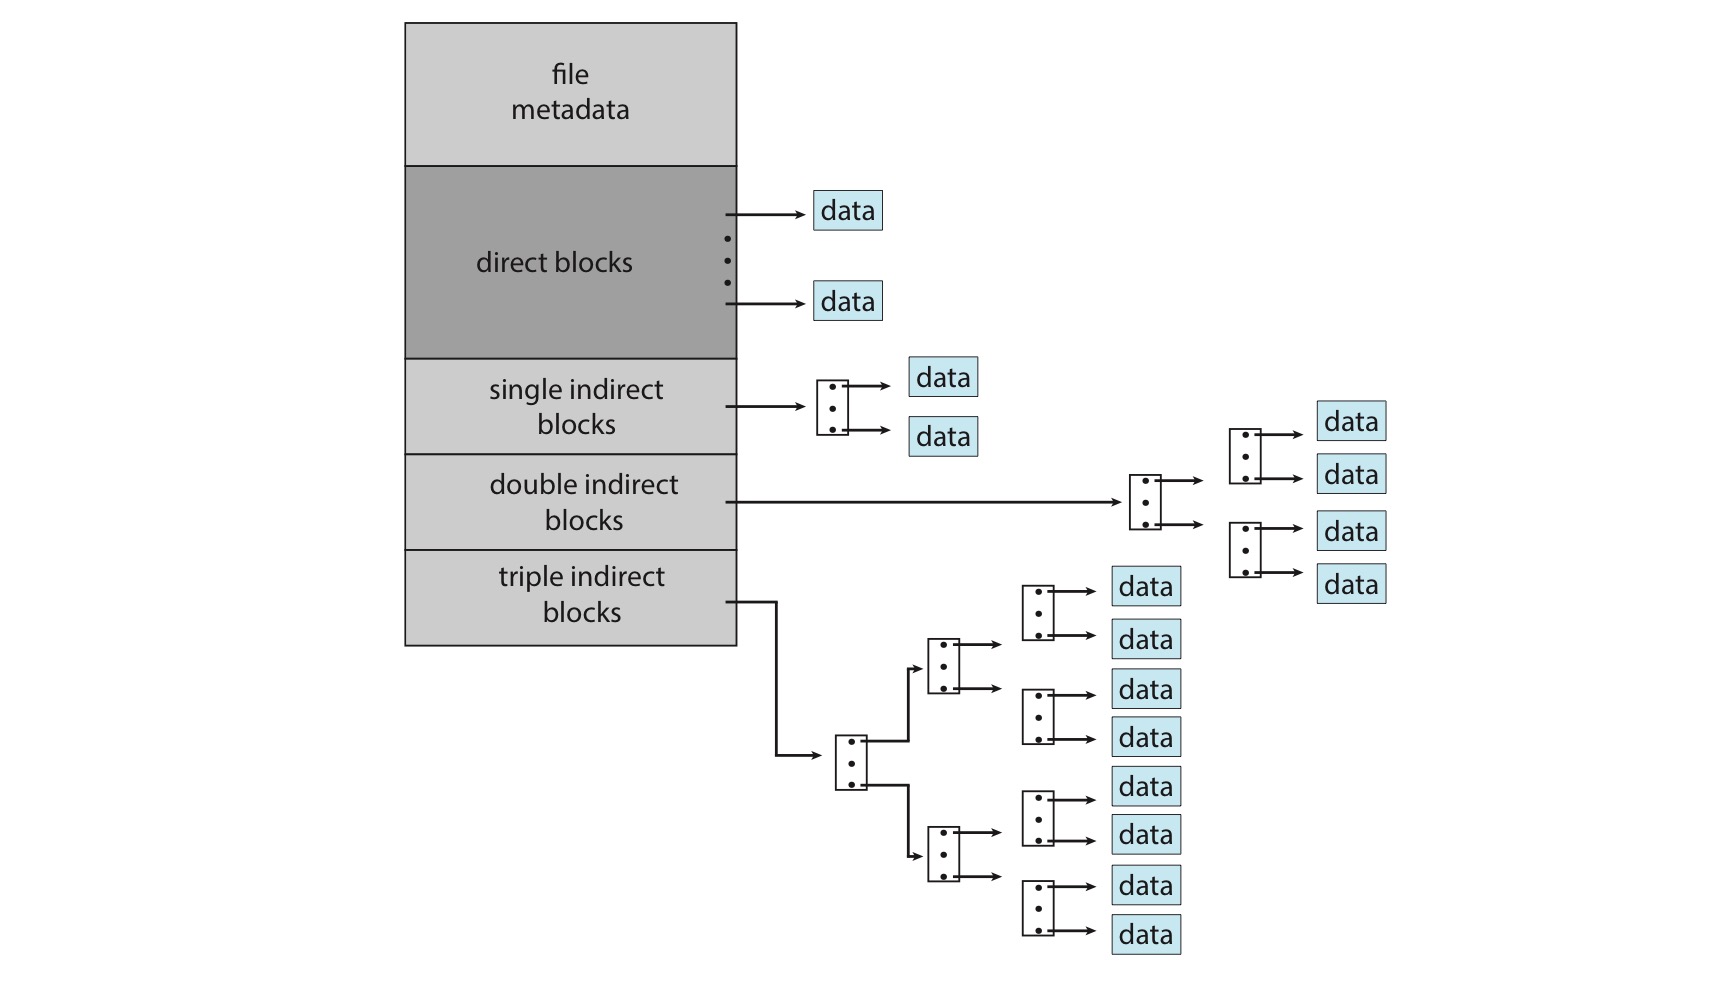 file
metadata
direct blocks
data
data
single indirect
blocks
data
data
double indirect
blocks
data
data
data
data
triple indirect
blocks
data
data
data
data
data
data
data
data